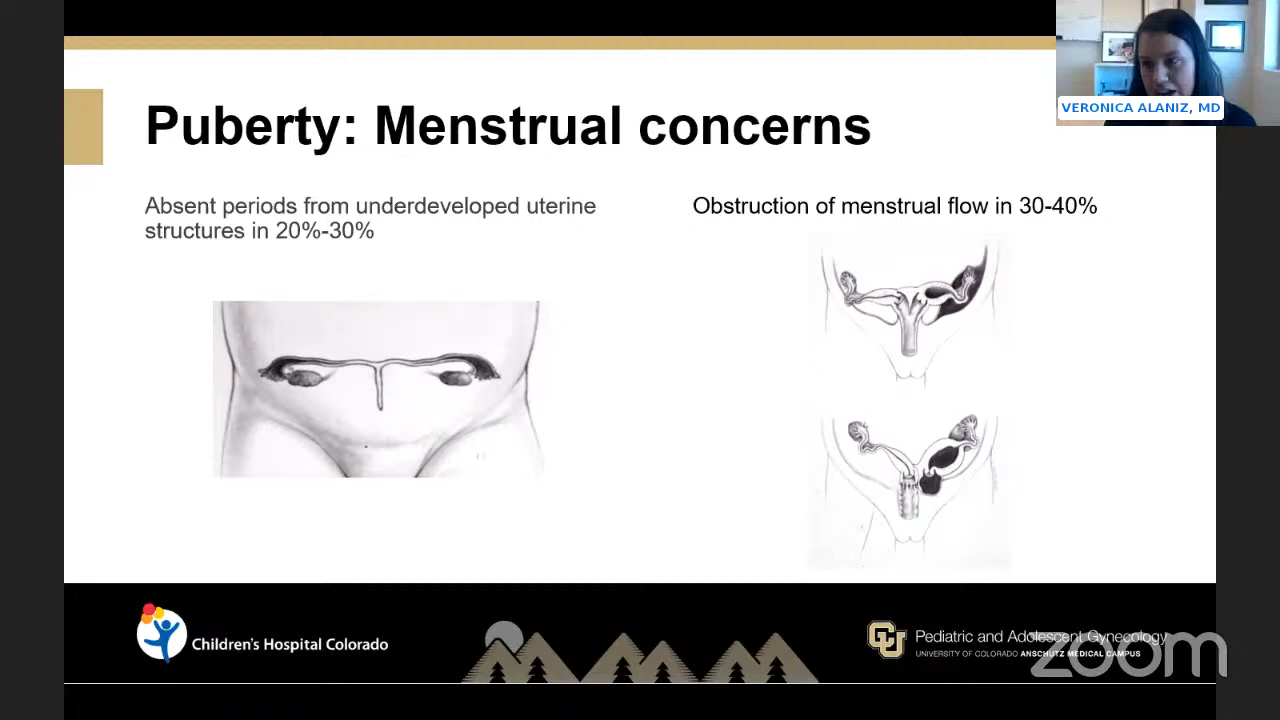 VERONICA ALANIZ, MD
Puberty: Menstrual concerns
Absent periods from underdeveloped uterine
structures in 20%-30%
Obstruction of menstrual flow in 30-40%
Children's Hospital Colorado
CU
Pediatric and Adolescent Gynecology
UNIVERSITY OF COLORADO ANSCHUTZ MEDICAL CAMPUS
zoom